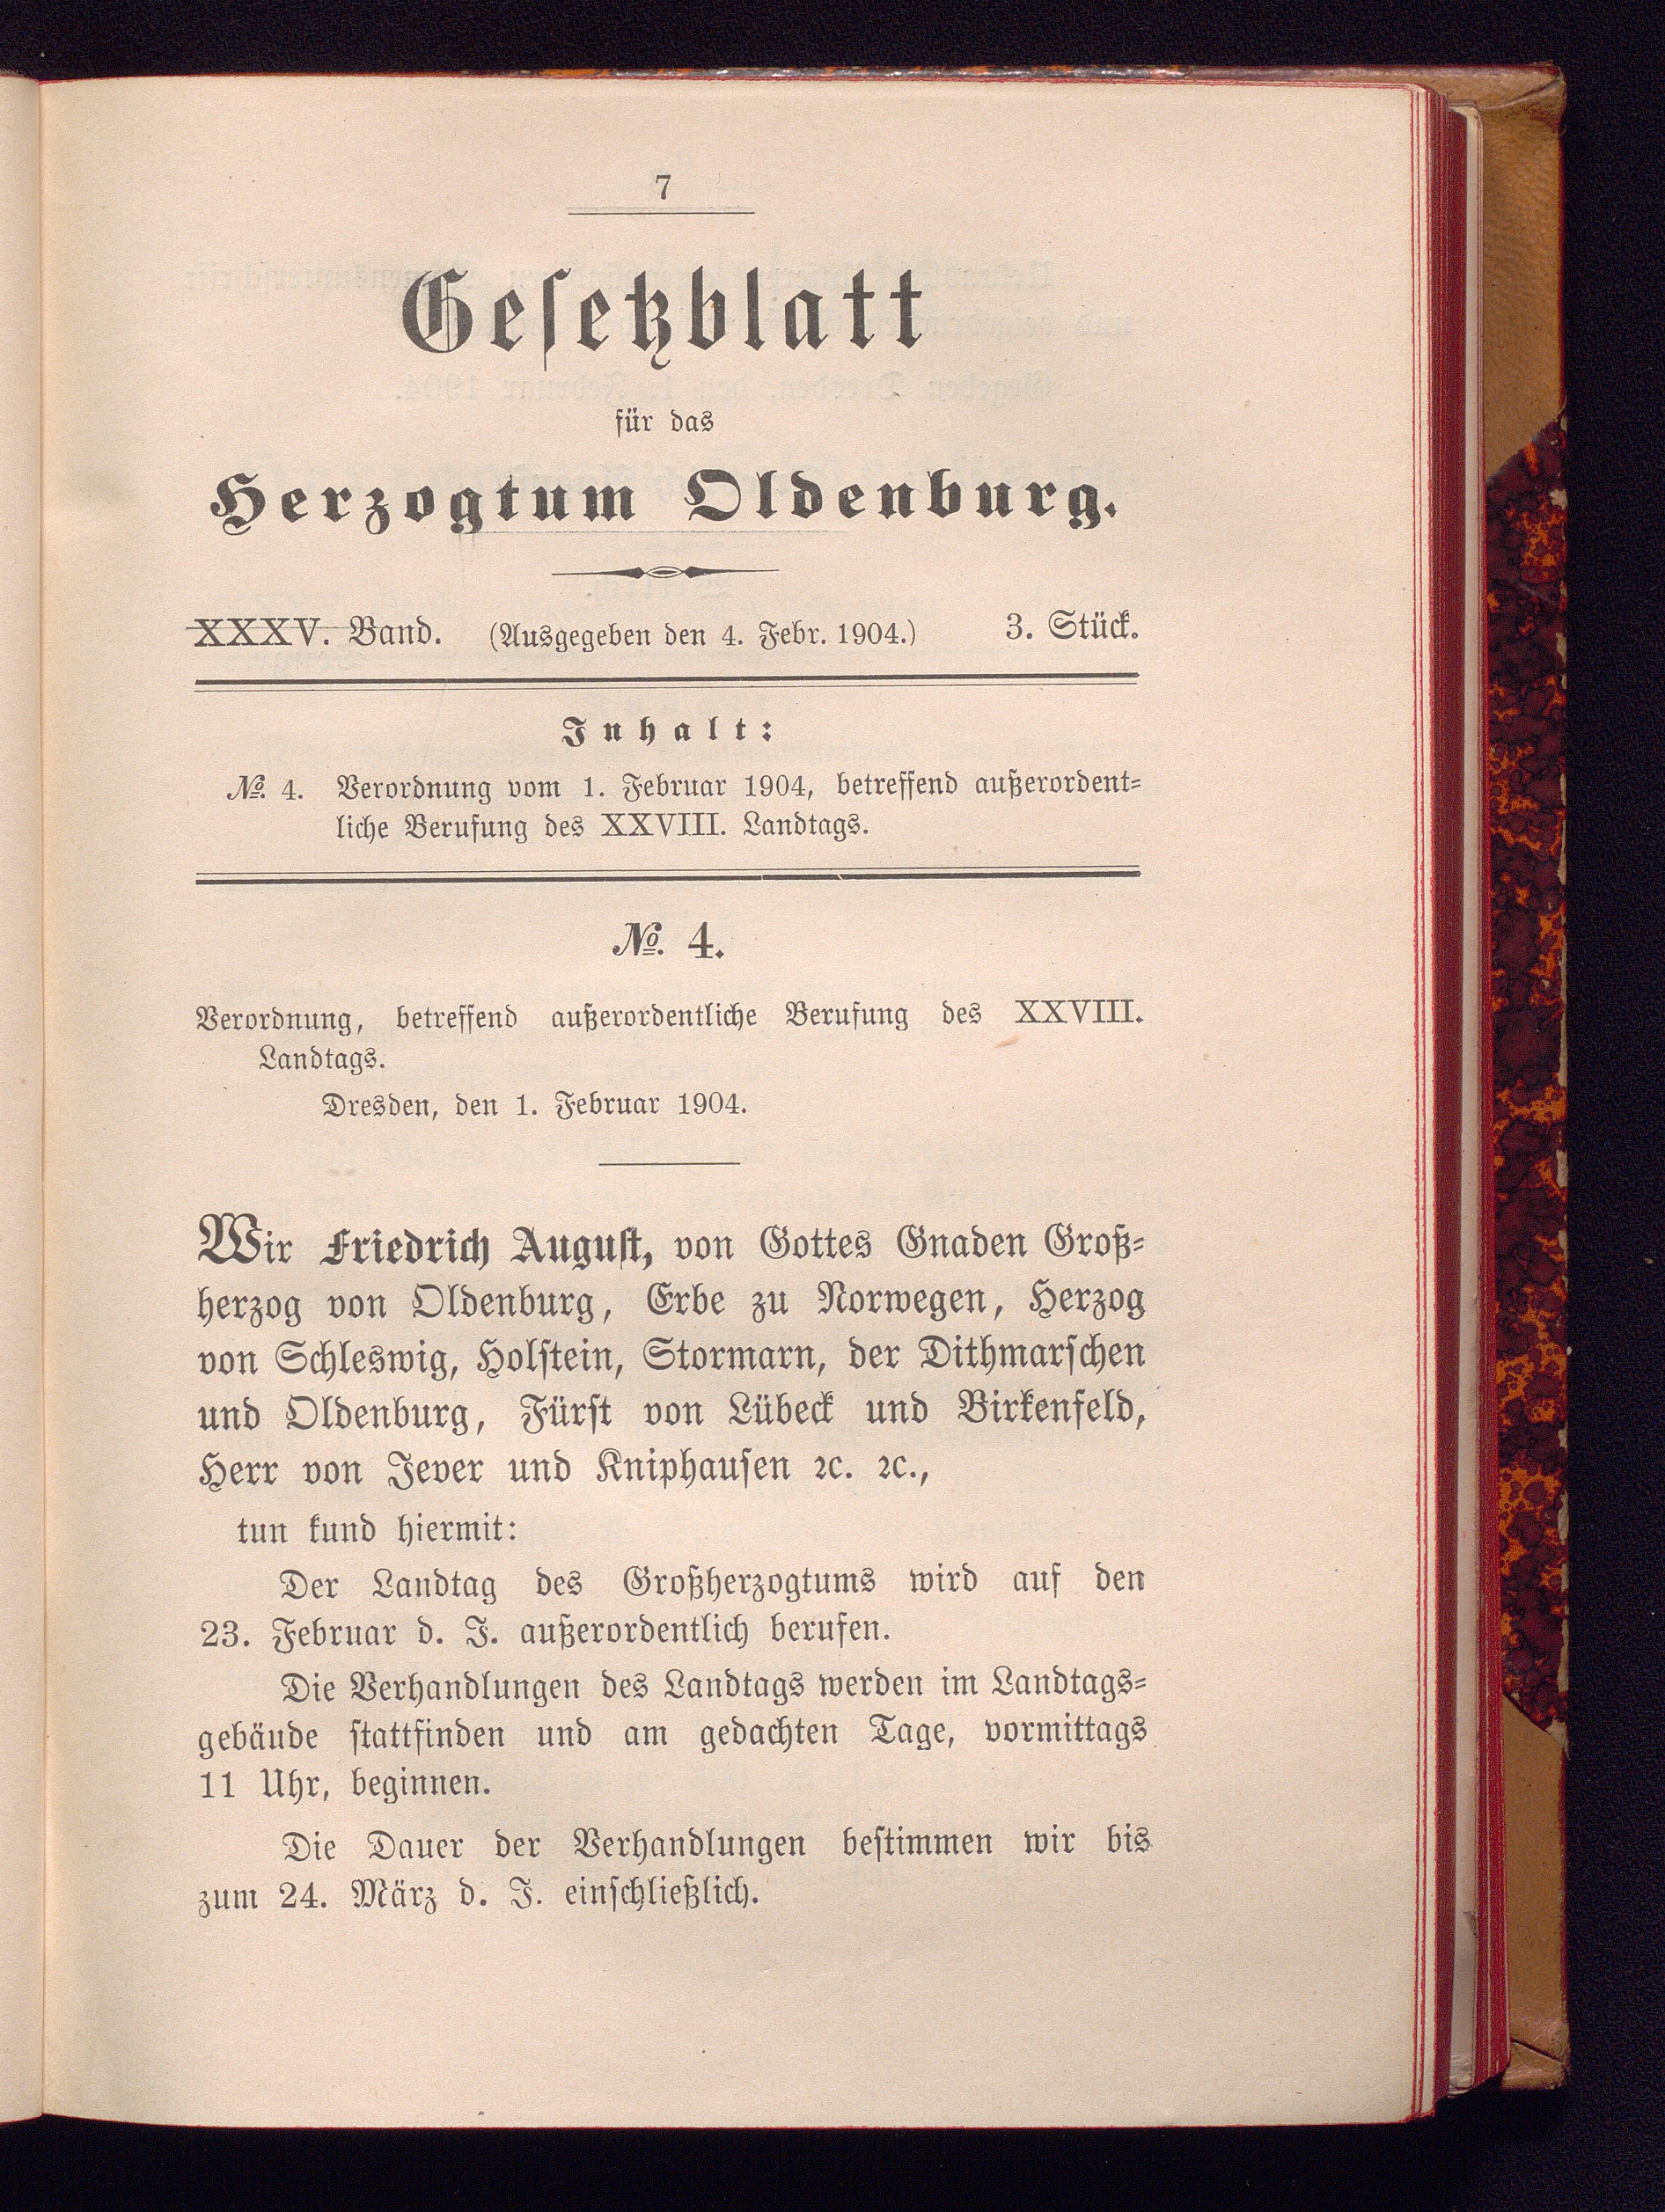 7
Gesetzblatt
für das
Herzogtum Oldenburg.
XXXV. Band. (Ausgegeben den 4. Febr. 1904.) 3. Stück.
Inhalt:
№. 4. Verordnung vom 1. Februar 1904, betreffend außerordent-
liche Berufung des XXVIII. Landtags.
№. 4.
Verordnung, betreffend außerordentliche Berufung des XXVIII.
Landtags.
Dresden, den 1. Februar 1904.
Wir Friedrich August, von Gottes Gnaden Groß-
herzog von Oldenburg, Erbe zu Norwegen, Herzog
von Schleswig, Holstein, Stormarn, der Dithmarschen
und Oldenburg, Fürst von Lübeck und Birkenfeld,
Herr von Jever und Kniphausen ꝛc. ꝛc.,
tun kund hiermit:
Der Landtag des Großherzogtums wird auf den
23. Februar d. J. außerordentlich berufen.
Die Verhandlungen des Landtags werden im Landtags-
gebäude stattfinden und am gedachten Tage, vormittags
11 Uhr, beginnen.
Die Dauer der Verhandlungen bestimmen wir bis
zum 24. März d. J. einschließlich.